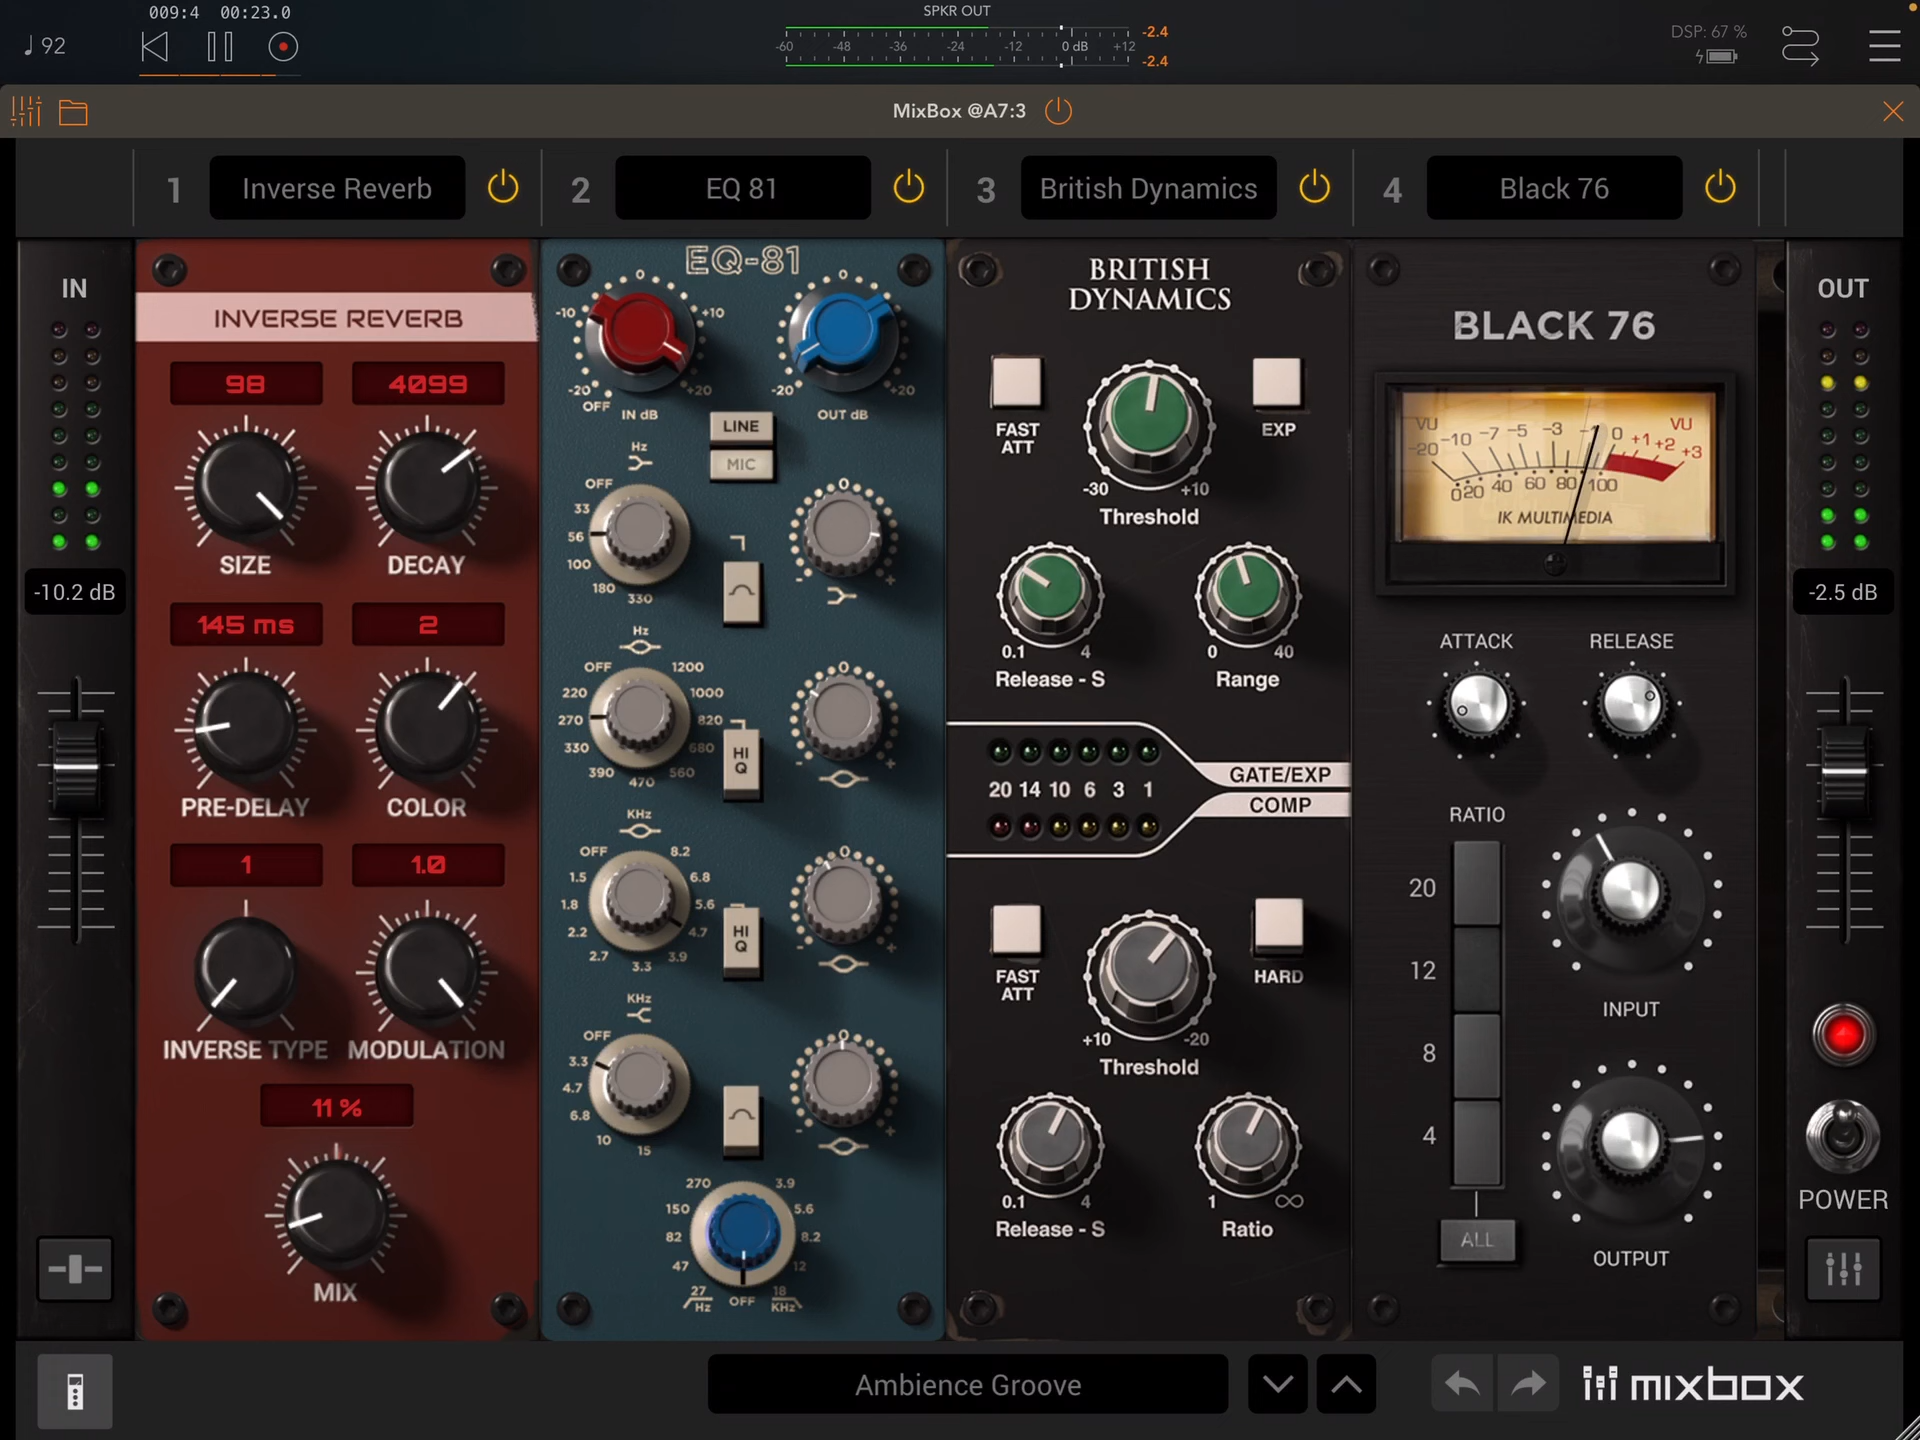 009:4 00:23.0
♩92
SPKR OUT
-60 -48 -36 -24 -12 0 dB +12
-2.4
-2.4
DSP: 67 %
MixBox @A7:3
1 Inverse Reverb
2 EQ 81
3 British Dynamics
4 Black 76
IN
-10.2 dB
INVERSE REVERB
98 4099
SIZE DECAY
145 ms 2
PRE-DELAY COLOR
1 1.0
INVERSE TYPE MODULATION
11 %
MIX
EQ-81
0 0
-10 +10
-20 +20 -20 +20
OFF IN dB OUT dB
LINE
MIC
Hz
OFF 0
33
56
100
180 330
- +
Hz
OFF 1200 0
220 1000
270 820
330 680
390 470 560
HI Q
- +
KHz
OFF 8.2 0
1.5 6.8
1.8 5.6
2.2 4.7
2.7 3.3 3.9
HI Q
- +
KHz
OFF 0
3.3
4.7
6.8
10 15
- +
270 3.9
150 5.6
82 8.2
47 12
27 Hz OFF 18 KHz
BRITISH
DYNAMICS
FAST ATT
EXP
-30 +10
Threshold
0.1 4 0 40
Release - S Range
GATE/EXP
20 14 10 6 3 1
COMP
FAST ATT
HARD
+10 -20
Threshold
0.1 4 1 ∞
Release - S Ratio
BLACK 76
VU VU
-20 -10 -7 -5 -3 -1 0 +1 +2 +3
0 20 40 60 80 100
IK MULTIMEDIA
ATTACK RELEASE
RATIO
20
12
8
4
ALL
INPUT
OUTPUT
OUT
-2.5 dB
POWER
Ambience Groove
mixbox